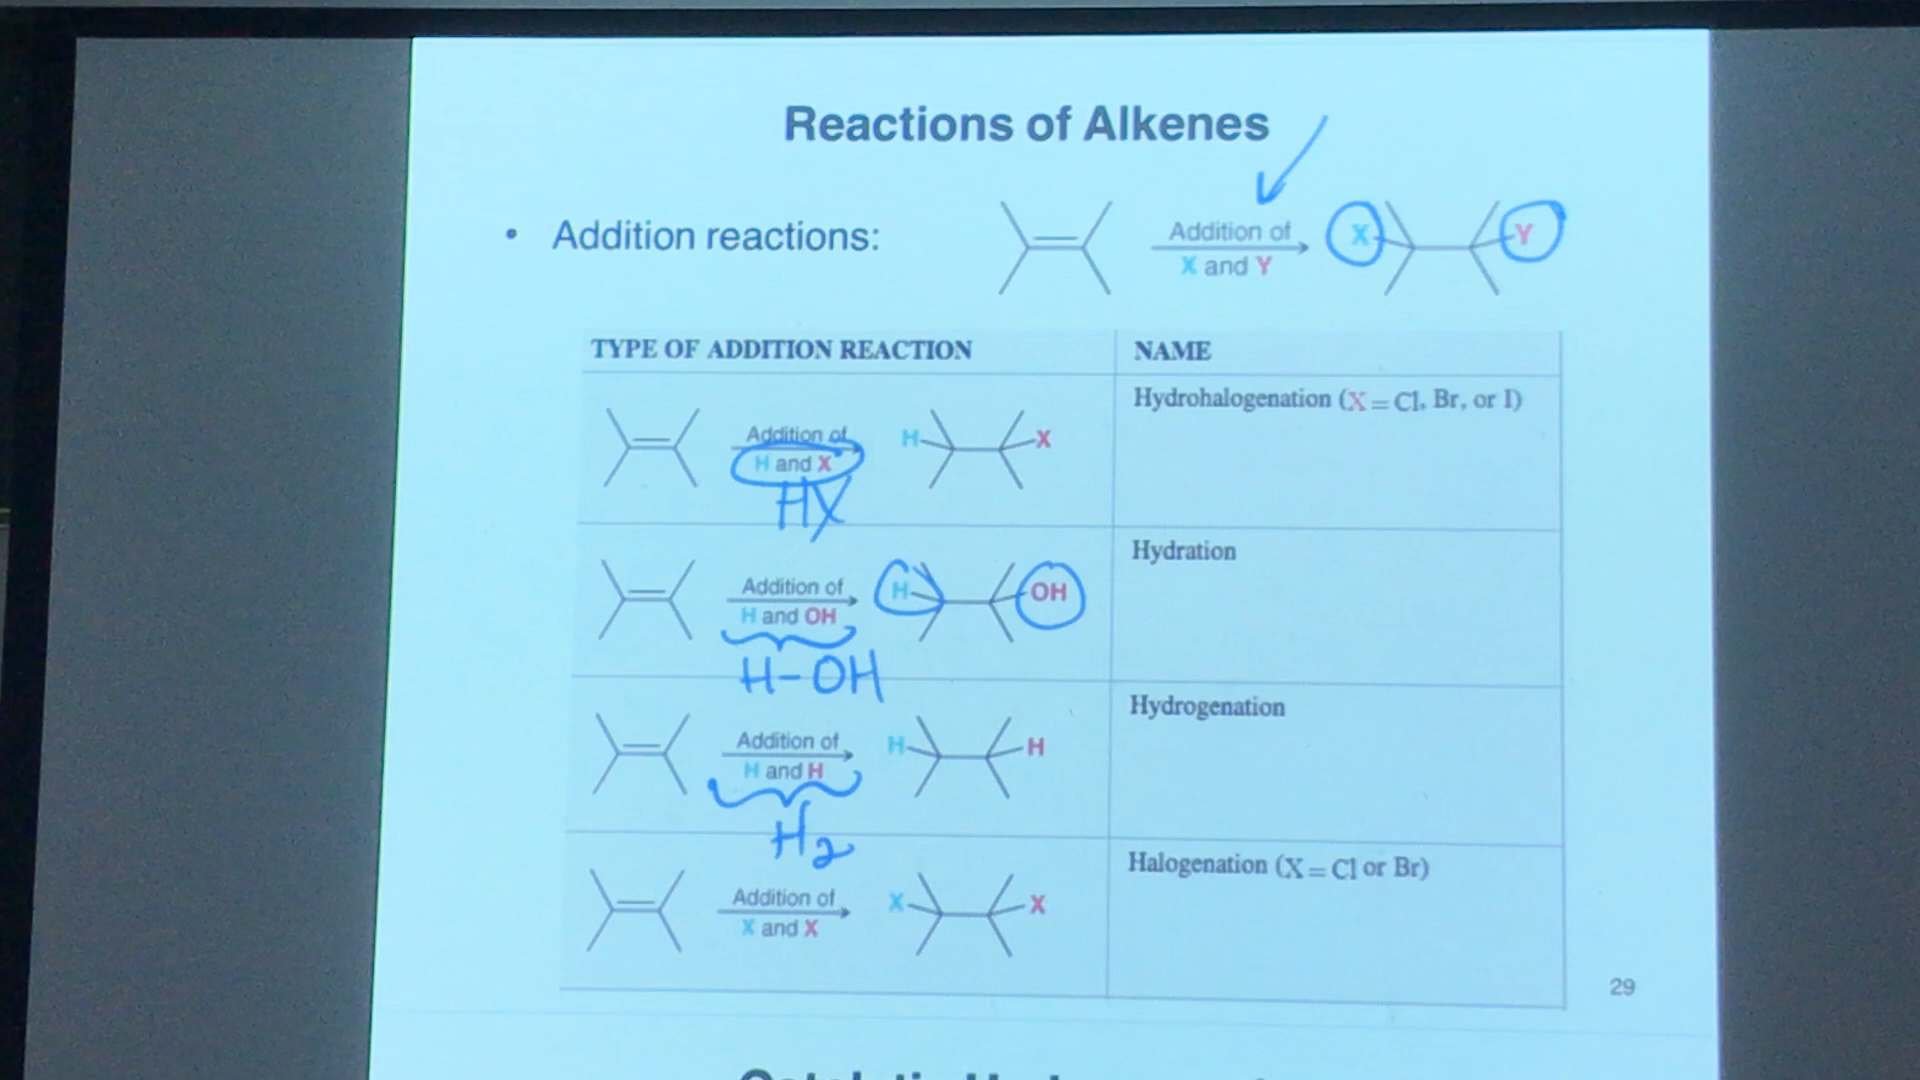 Reactions of Alkenes
• Addition reactions:
Addition of
X and Y
X
Y
TYPE OF ADDITION REACTION
NAME
Addition of
H and X
H
X
HX
Hydrohalogenation (X = Cl, Br, or I)
Addition of
H and OH
H
OH
H-OH
Hydration
Addition of
H and H
H
H
H2
Hydrogenation
Addition of
X and X
X
X
Halogenation (X = Cl or Br)
29